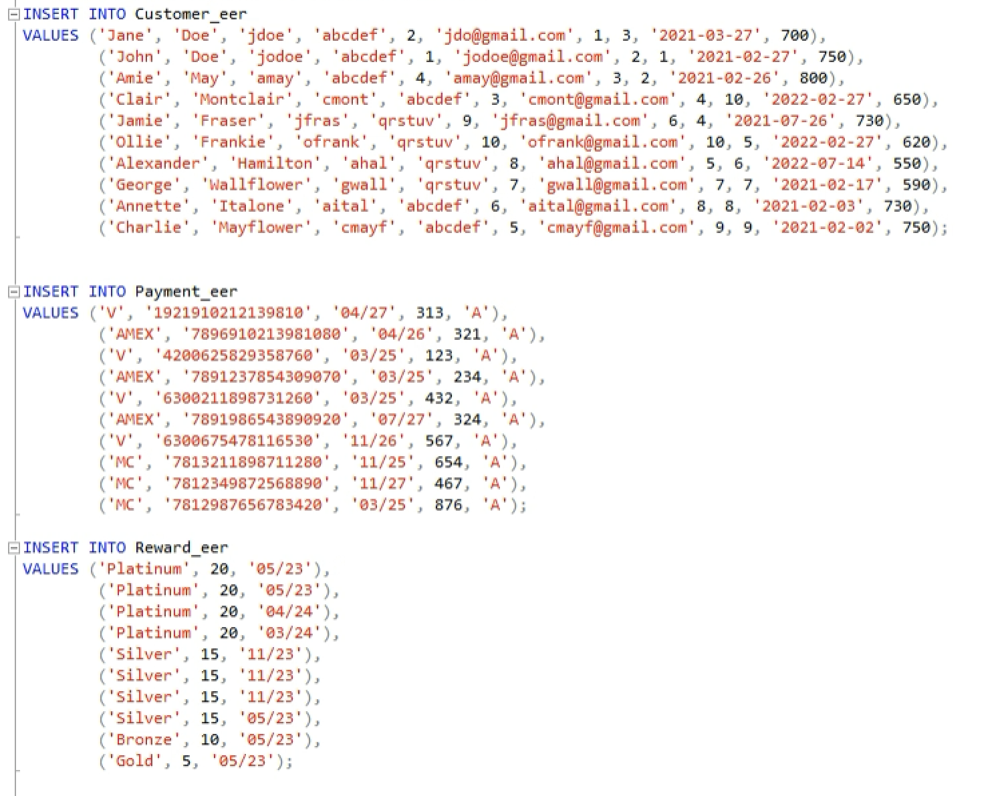 INSERT INTO Customer_eer
VALUES ('Jane', 'Doe', 'jdoe', 'abcdef', 2, 'jdo@gmail.com', 1, 3, '2021-03-27', 700),
('John', 'Doe', 'jodoe', 'abcdef', 1, 'jodoe@gmail.com', 2, 1, '2021-02-27', 750),
('Amie', 'May', 'amay', 'abcdef', 4, 'amay@gmail.com', 3, 2, '2021-02-26', 800),
('Clair', 'Montclair', 'cmont', 'abcdef', 3, 'cmont@gmail.com', 4, 10, '2022-02-27', 650),
('Jamie', 'Fraser', 'jfras', 'qrstuv', 9, 'jfras@gmail.com', 6, 4, '2021-07-26', 730),
('Ollie', 'Frankie', 'ofrank', 'qrstuv', 10, 'ofrank@gmail.com', 10, 5, '2022-02-27', 620),
('Alexander', 'Hamilton', 'ahal', 'qrstuv', 8, 'ahal@gmail.com', 5, 6, '2022-07-14', 550),
('George', 'Wallflower', 'gwall', 'qrstuv', 7, 'gwall@gmail.com', 7, 7, '2021-02-17', 590),
('Annette', 'Italone', 'aital', 'abcdef', 6, 'aital@gmail.com', 8, 8, '2021-02-03', 730),
('Charlie', 'Mayflower', 'cmayf', 'abcdef', 5, 'cmayf@gmail.com', 9, 9, '2021-02-02', 750);
INSERT INTO Payment_eer
VALUES ('V', '1921910212139810', '04/27', 313, 'A'),
('AMEX', '7896910213981080', '04/26', 321, 'A'),
('V', '4200625829358760', '03/25', 123, 'A'),
('AMEX', '7891237854309070', '03/25', 234, 'A'),
('V', '6300211898731260', '03/25', 432, 'A'),
('AMEX', '7891986543890920', '07/27', 324, 'A'),
('V', '6300675478116530', '11/26', 567, 'A'),
('MC', '7813211898711280', '11/25', 654, 'A'),
('MC', '7812349872568890', '11/27', 467, 'A'),
('MC', '7812987656783420', '03/25', 876, 'A');
INSERT INTO Reward_eer
VALUES ('Platinum', 20, '05/23'),
('Platinum', 20, '05/23'),
('Platinum', 20, '04/24'),
('Platinum', 20, '03/24'),
('Silver', 15, '11/23'),
('Silver', 15, '11/23'),
('Silver', 15, '11/23'),
('Silver', 15, '05/23'),
('Bronze', 10, '05/23'),
('Gold', 5, '05/23');